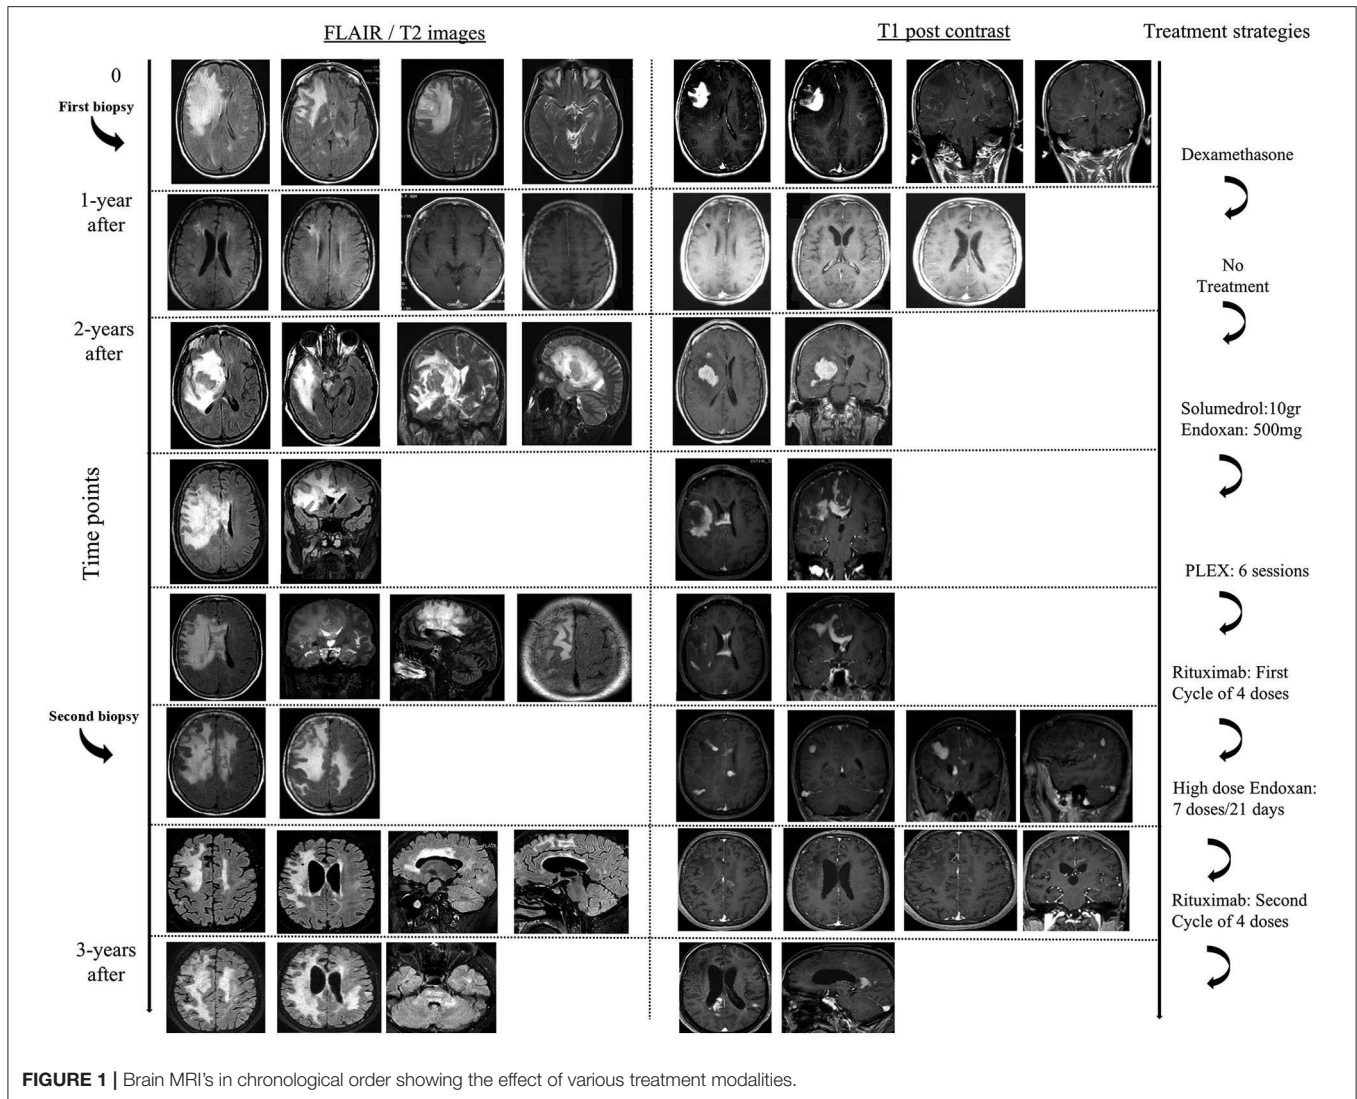 FLAIR / T2 images
T1 post contrast
Treatment strategies
0
First biopsy
Dexamethasone
1-year
after
No
Treatment
2-years
after
Solumedrol:10gr
Endoxan: 500mg
Time points
PLEX: 6 sessions
Rituximab: First
Cycle of 4 doses
Second biopsy
High dose Endoxan:
7 doses/21 days
Rituximab: Second
Cycle of 4 doses
3-years
after
FIGURE 1 | Brain MRI's in chronological order showing the effect of various treatment modalities.